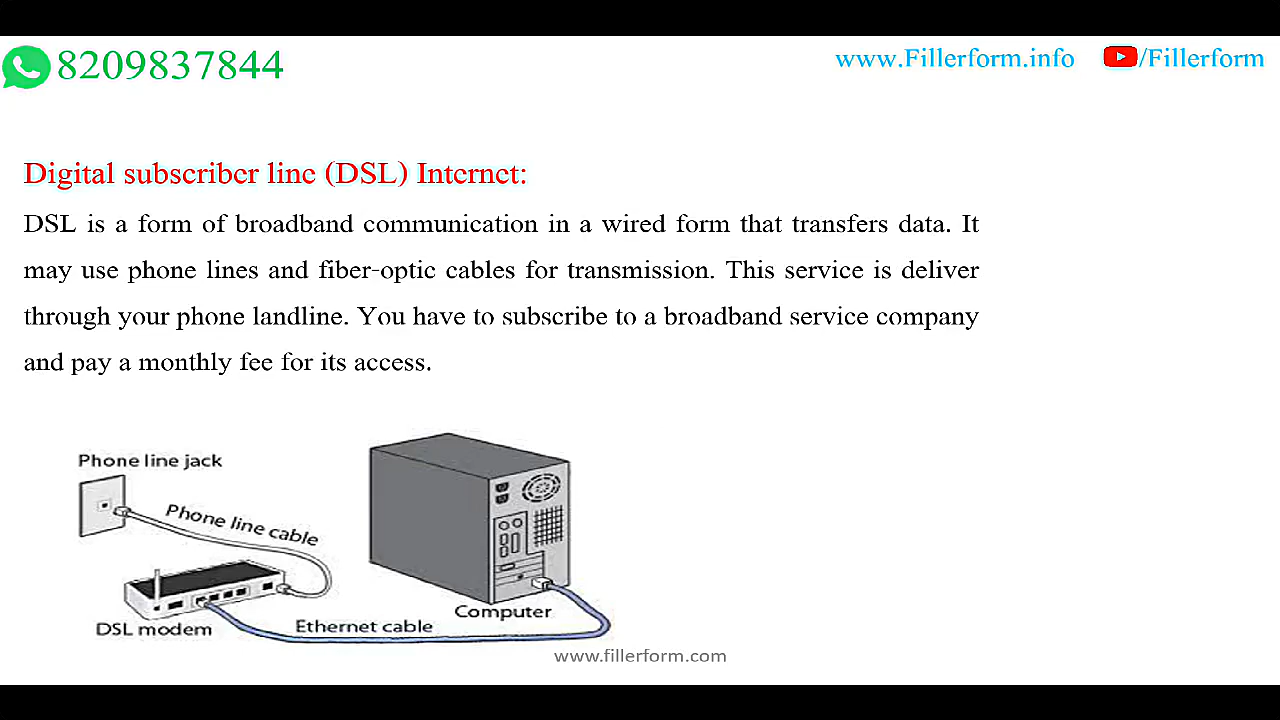 8209837844
www.Fillerform.info
/Fillerform
Digital subscriber line (DSL) Internet:
DSL is a form of broadband communication in a wired form that transfers data. It
may use phone lines and fiber-optic cables for transmission. This service is deliver
through your phone landline. You have to subscribe to a broadband service company
and pay a monthly fee for its access.
Phone line jack
Phone line cable
Computer
DSL modem
Ethernet cable
www.fillerform.com